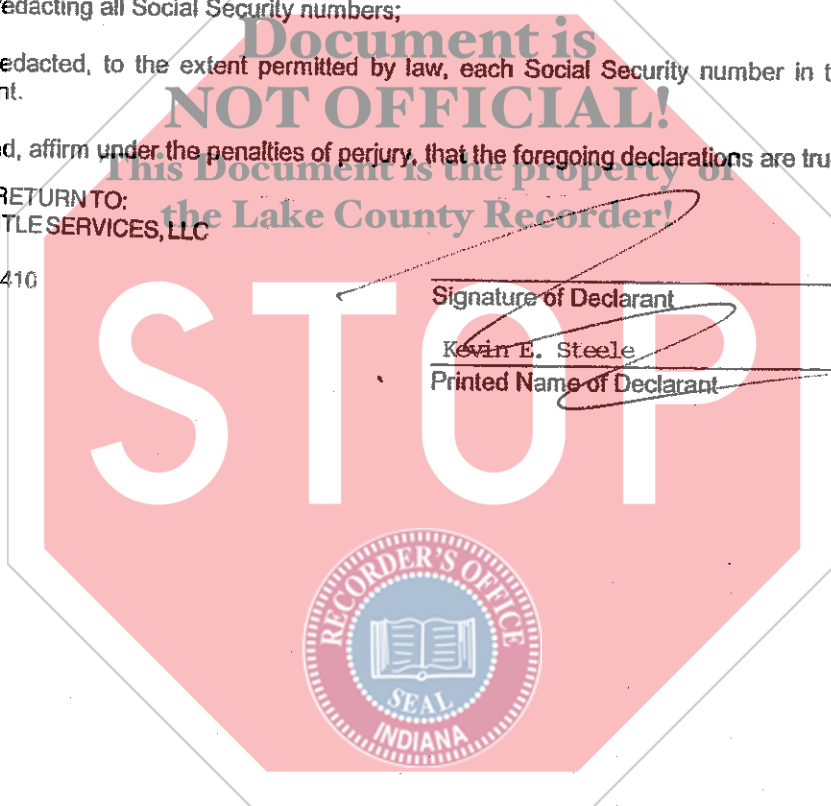 edacting all Social Security numbers;
Document is
edacted, to the extent permitted by law, each Social Security number in t
nt.
NOT OFFICIAL!
d, affirm under the penalties of perjury, that the foregoing declarations are tru
This Document is the property of
RETURN TO:
the Lake County Recorder!
TLE SERVICES, LLC
410
Signature of Declarant
Kevin E. Steele
Printed Name of Declarant
STOP
RECORDER'S OFFICE
SEAL
INDIANA